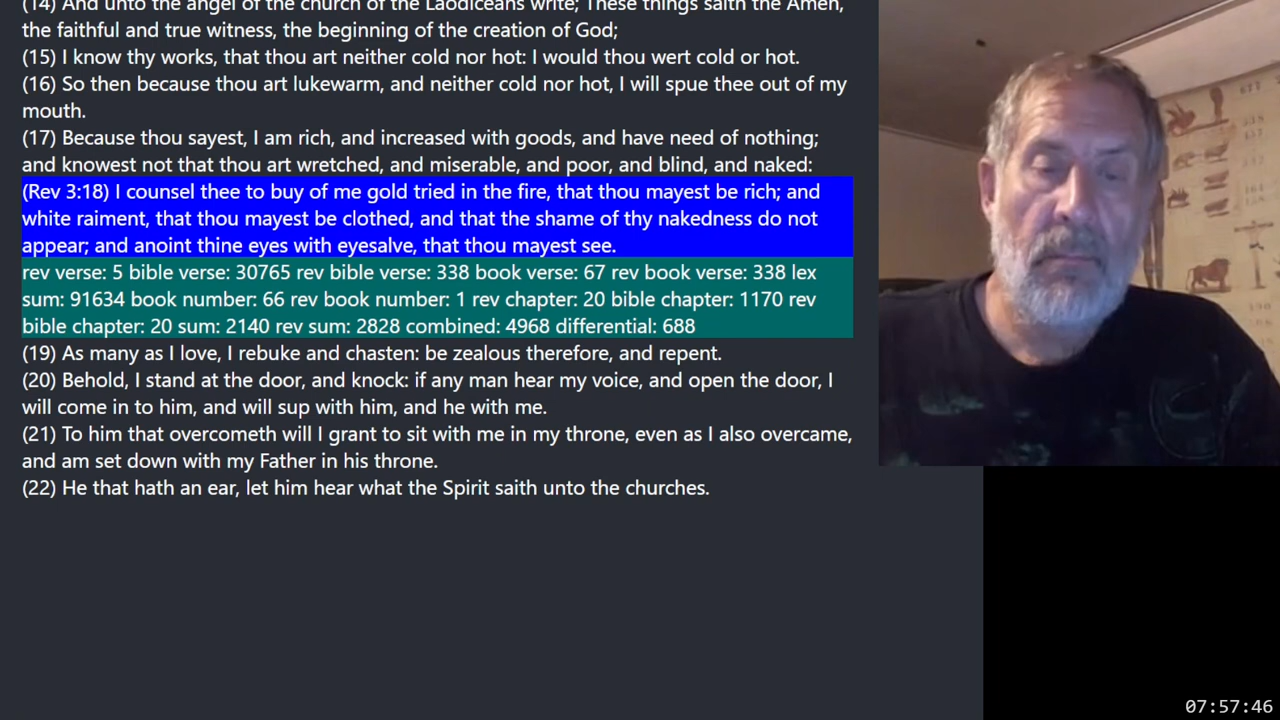 (14) And unto the angel of the church of the Laodiceans write; These things saith the Amen,
the faithful and true witness, the beginning of the creation of God;
(15) I know thy works, that thou art neither cold nor hot: I would thou wert cold or hot.
(16) So then because thou art lukewarm, and neither cold nor hot, I will spue thee out of my
mouth.
(17) Because thou sayest, I am rich, and increased with goods, and have need of nothing;
and knowest not that thou art wretched, and miserable, and poor, and blind, and naked:
(Rev 3:18) I counsel thee to buy of me gold tried in the fire, that thou mayest be rich; and
white raiment, that thou mayest be clothed, and that the shame of thy nakedness do not
appear; and anoint thine eyes with eyesalve, that thou mayest see.
rev verse: 5 bible verse: 30765 rev bible verse: 338 book verse: 67 rev book verse: 338 lex
sum: 91634 book number: 66 rev book number: 1 rev chapter: 20 bible chapter: 1170 rev
bible chapter: 20 sum: 2140 rev sum: 2828 combined: 4968 differential: 688
(19) As many as I love, I rebuke and chasten: be zealous therefore, and repent.
(20) Behold, I stand at the door, and knock: if any man hear my voice, and open the door, I
will come in to him, and will sup with him, and he with me.
(21) To him that overcometh will I grant to sit with me in my throne, even as I also overcame,
and am set down with my Father in his throne.
(22) He that hath an ear, let him hear what the Spirit saith unto the churches.
07:57:46